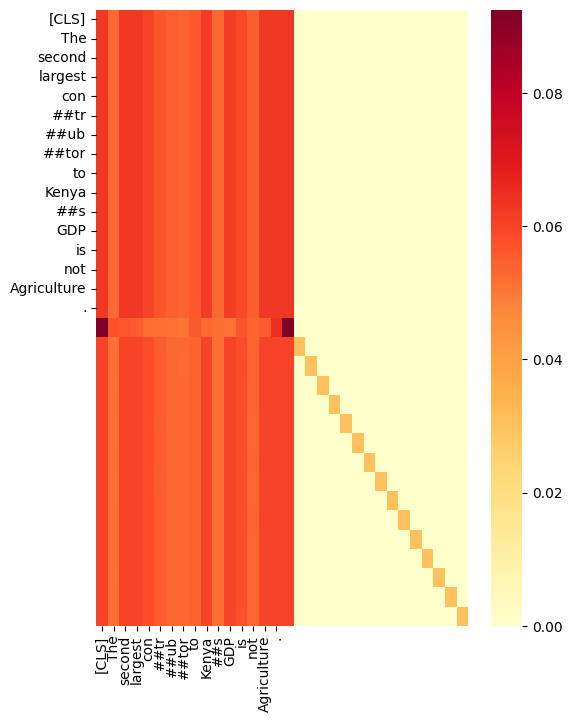 [CLS]
The
second
largest
con
##tr
##ub
##tor
to
Kenya
##s
GDP
is
not
Agriculture
.
0.08
0.06
0.04
0.02
0.00
[CLS]
The
second
largest
con
##tr
##ub
##tor
to
Kenya
##s
GDP
is
not
Agriculture
.